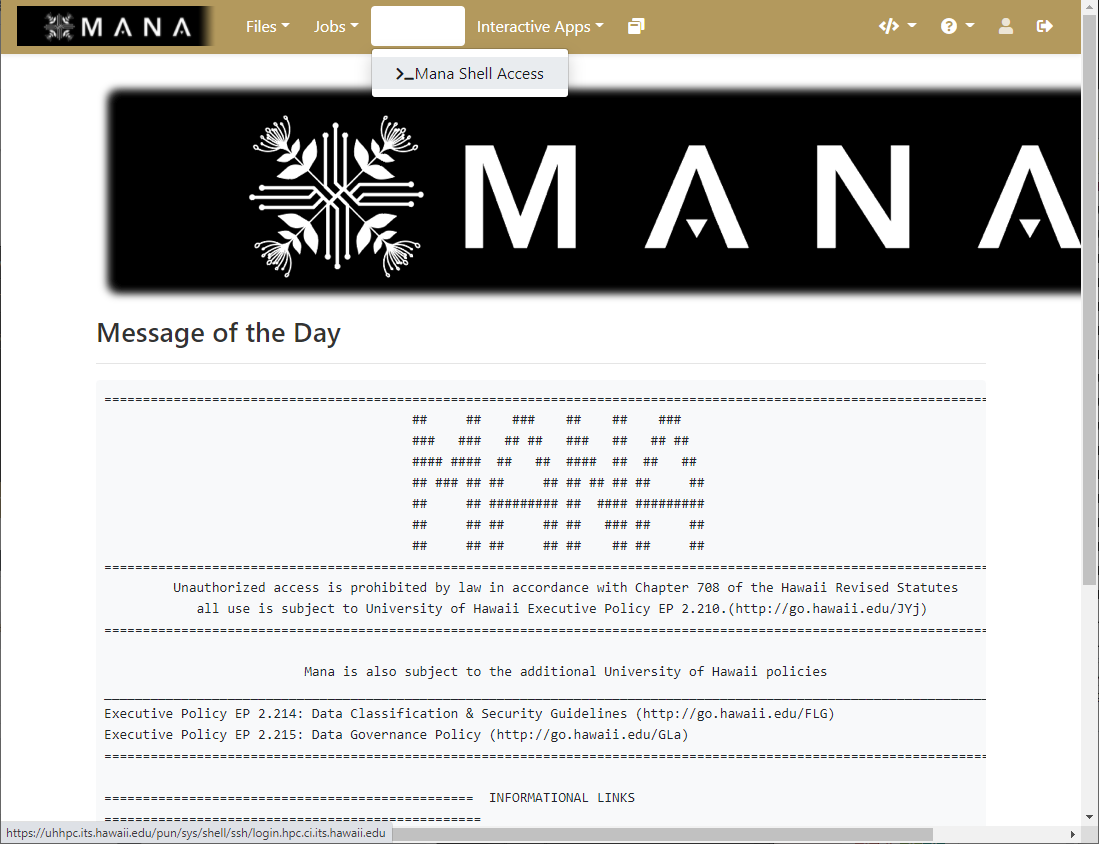 MANA
Files Jobs Interactive Apps
Mana Shell Access
MANA
Message of the Day
===================================================================================================================
##     ##    ###    ##    ##    ###
###   ###   ## ##   ###   ##   ## ##
#### ####  ##   ##  ####  ##  ##   ##
## ### ## ##     ## ## ## ## ##     ##
##     ## ######### ##  #### #########
##     ## ##     ## ##   ### ##     ##
##     ## ##     ## ##    ## ##     ##
===================================================================================================================
Unauthorized access is prohibited by law in accordance with Chapter 708 of the Hawaii Revised Statutes
all use is subject to University of Hawaii Executive Policy EP 2.210.(http://go.hawaii.edu/JYj)
===================================================================================================================
Mana is also subject to the additional University of Hawaii policies
___________________________________________________________________________________________________________________
Executive Policy EP 2.214: Data Classification & Security Guidelines (http://go.hawaii.edu/FLG)
Executive Policy EP 2.215: Data Governance Policy (http://go.hawaii.edu/GLa)
===================================================================================================================
================================================  INFORMATIONAL LINKS
=================================================
https://uhhpc.its.hawaii.edu/pun/sys/shell/ssh/login.hpc.ci.its.hawaii.edu